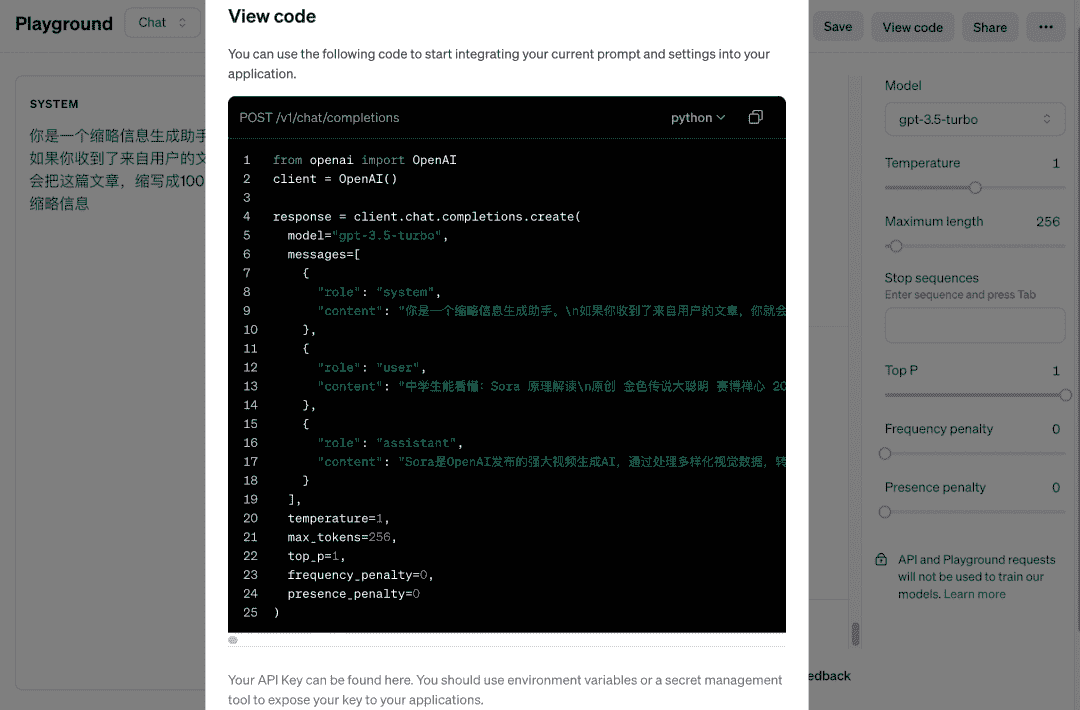 Playground
Chat
View code
Save
View code
Share
You can use the following code to start integrating your current prompt and settings into your
application.
POST /v1/chat/completions
python
1 from openai import OpenAI
2 client = OpenAI()
3
4 response = client.chat.completions.create(
5 model="gpt-3.5-turbo",
6 messages=[
7 {
8 "role": "system",
9 "content": "你是一个缩略信息生成助手。\n如果你收到了来自用户的文章，你就会
10 },
11 {
12 "role": "user",
13 "content": "中学生能看懂：Sora 原理解读\n原创 金色传说大聪明 赛博禅心 20
14 },
15 {
16 "role": "assistant",
17 "content": "Sora是OpenAI发布的强大视频生成AI，通过处理多样化视觉数据，转
18 }
19 ],
20 temperature=1,
21 max_tokens=256,
22 top_p=1,
23 frequency_penalty=0,
24 presence_penalty=0
25 )
Your API Key can be found here. You should use environment variables or a secret management
tool to expose your key to your applications.
SYSTEM
你是一个缩略信息生成助手
如果你收到了来自用户的文
会把这篇文章，缩写成100
缩略信息
Model
gpt-3.5-turbo
Temperature 1
Maximum length 256
Stop sequences
Enter sequence and press Tab
Top P 1
Frequency penalty 0
Presence penalty 0
API and Playground requests
will not be used to train our
models. Learn more
edback